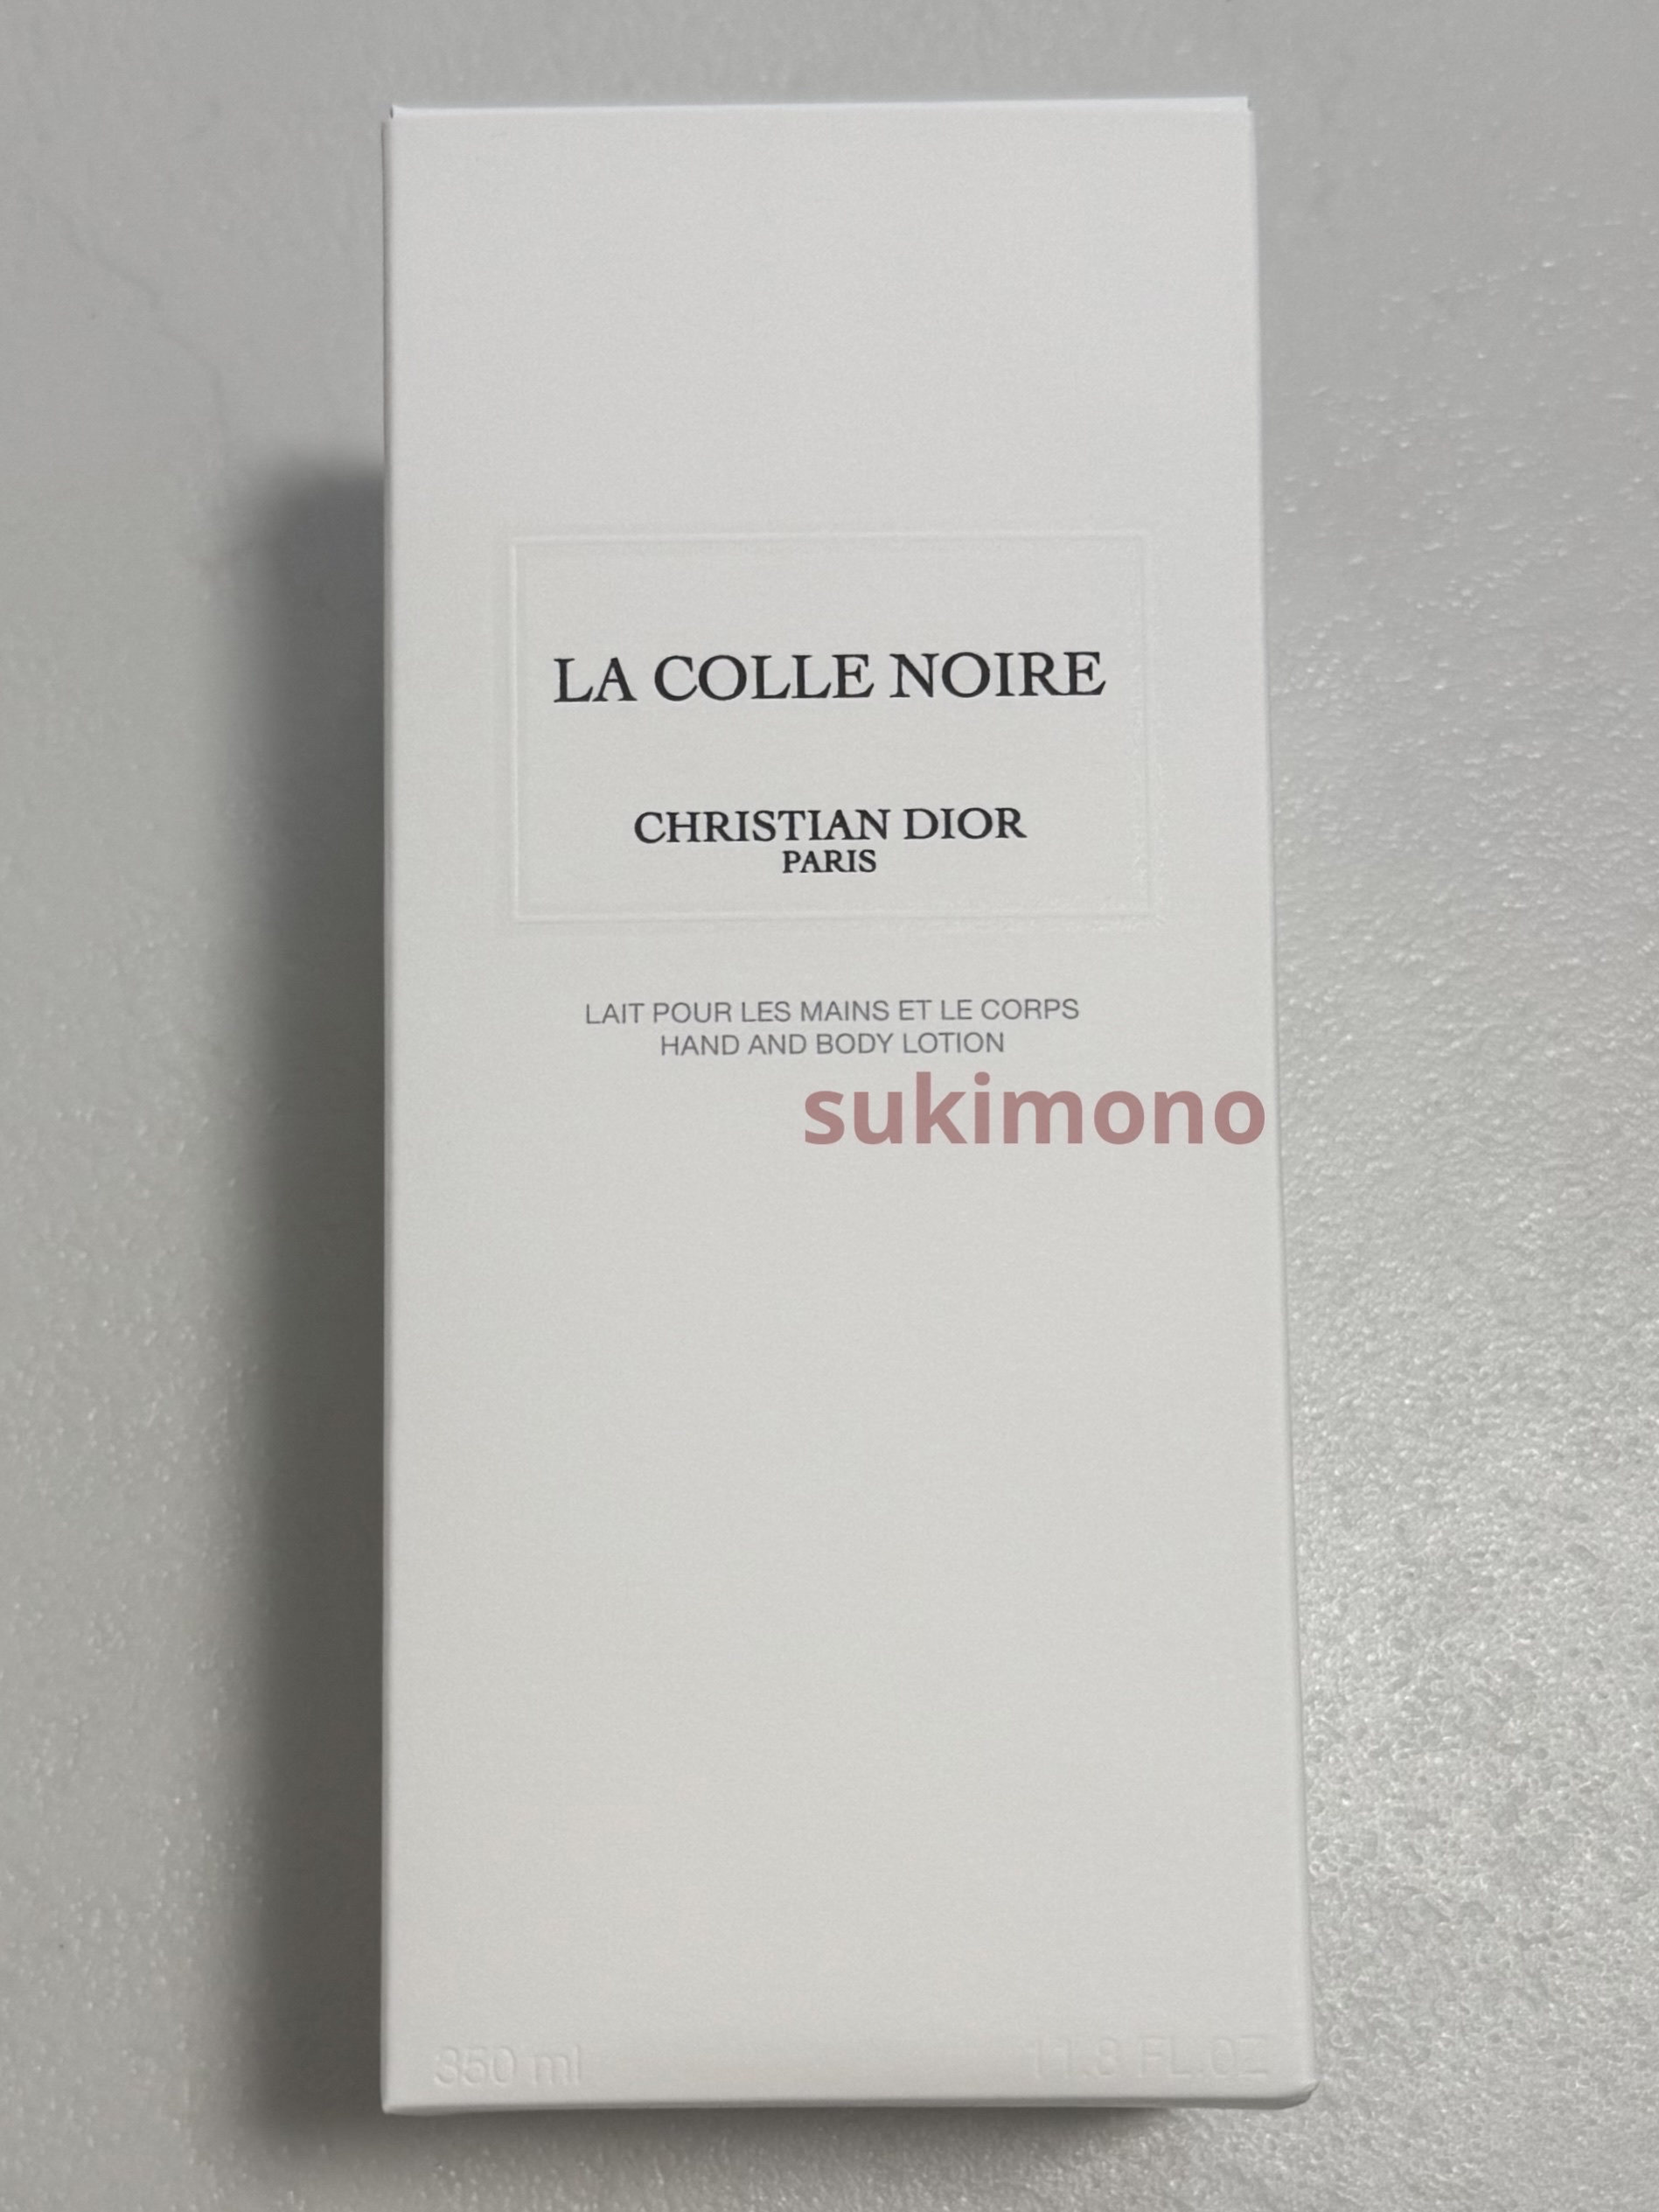 LA COLLE NOIRE
CHRISTIAN DIOR
PARIS
LAIT POUR LES MAINS ET LE CORPS
HAND AND BODY LOTION
sukimono
350 ml 11.8 FL.OZ